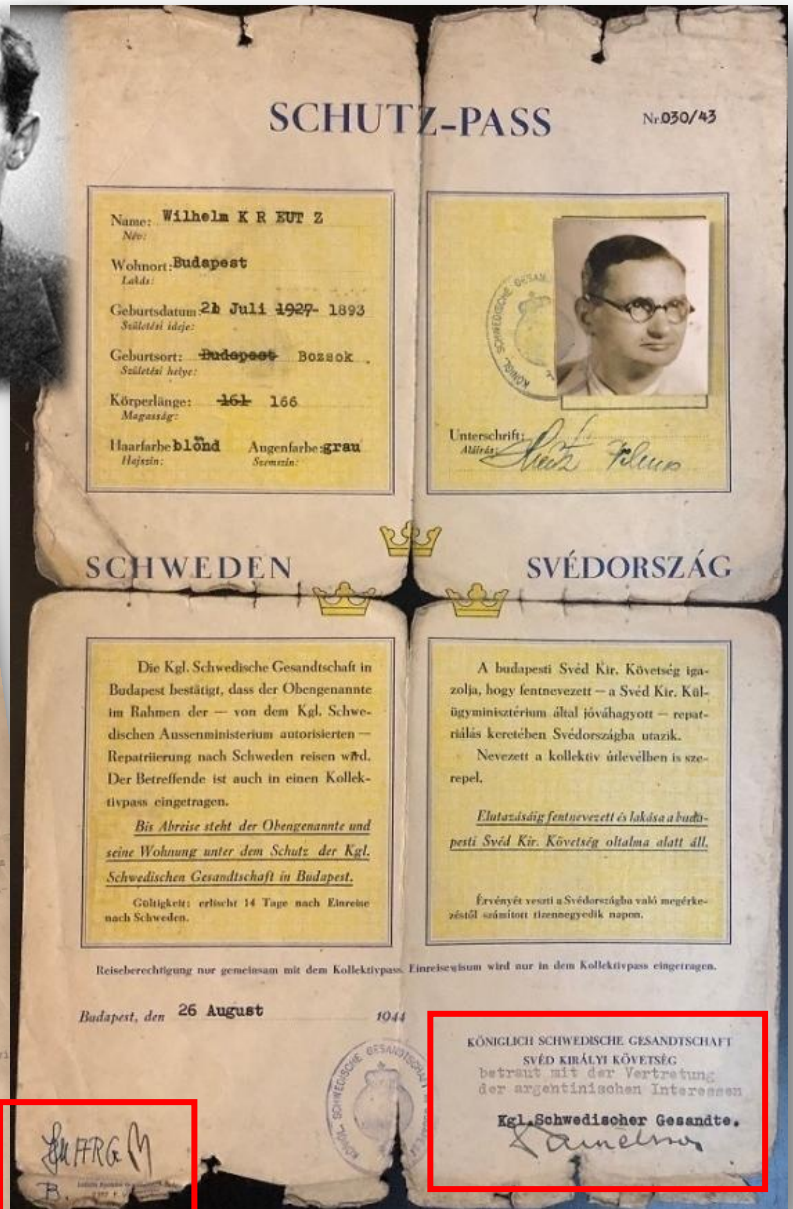 SCHUTZ-PASS
Nr. 030/43
Name: Wilhelm K R EUT Z
Név:
Wohnort: Budapest
Lakás:
Geburtsdatum: 21 Juli 1927- 1893
Születési ideje:
Geburtsort: Budapest Bozsok .
Születési helye:
Körperlänge: 161 166
Magasság:
Haarfarbe blond Augenfarbe: grau
Hajszín: Szemszín:
KÖNIGL. SCHWEDISCHE
Unterschrift:
Aláírás:
Vilmos
SCHWEDEN
SVÉDORSZÁG
Die Kgl. Schwedische Gesandtschaft in
Budapest bestätigt, dass der Obengenannte
im Rahmen der — von dem Kgl. Schwe-
dischen Aussenministerium autorisierten —
Repatriierung nach Schweden reisen wird.
Der Betreffende ist auch in einen Kollek-
tivpass eingetragen.
Bis Abreise steht der Obengenannte und
seine Wohnung unter dem Schutz der Kgl.
Schwedischen Gesandtschaft in Budapest.
Gültigkeit: erlischt 14 Tage nach Einreise
nach Schweden.
A budapesti Svéd Kir. Követség iga-
zolja, hogy fentnevezett — a Svéd Kir. Kül-
ügyminisztérium által jóváhagyott — repat-
riálás keretében Svédországba utazik.
Nevezett a kollektiv útlevélben is sze-
repel.
Elutazásáig fentnevezett és lakása a buda-
pesti Svéd Kir. Követség oltalma alatt áll.
Érvényét veszti a Svédországba való megérke-
zéstől számított tizennegyedik napon.
Reiseberechtigung nur gemeinsam mit dem Kollektivpass. Einreisevisum wird nur in dem Kollektivpass eingetragen.
Budapest, den 26 August 1944
KÖNIGL. SCHWEDISCHE GESANDTSCHAFT
KÖNIGLICH SCHWEDISCHE GESANDTSCHAFT
SVÉD KIRÁLYI KÖVETSÉG
betraut mit der Vertretung
der argentinischen Interessen
Kgl.Schwedischer Gesandte.
B.